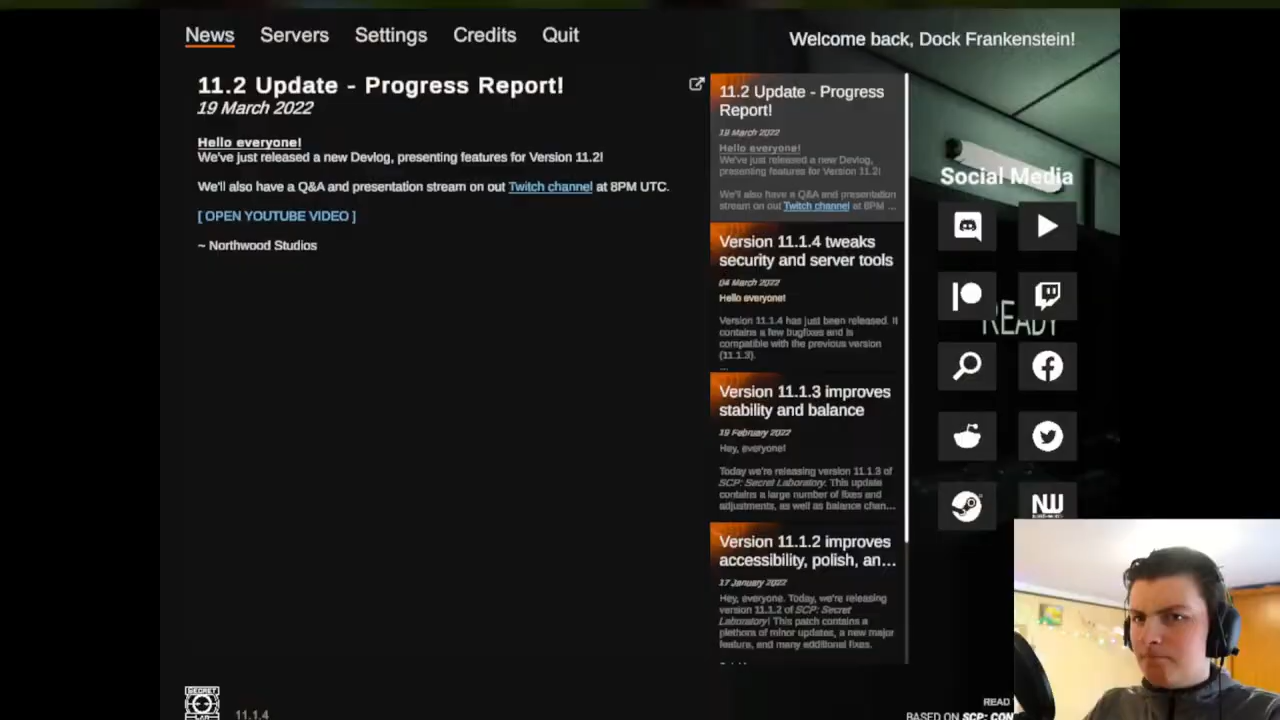 News Servers Settings Credits Quit
Welcome back, Dock Frankenstein!
11.2 Update - Progress Report!
19 March 2022
Hello everyone!
We've just released a new Devlog, presenting features for Version 11.2!
We'll also have a Q&A and presentation stream on out Twitch channel at 8PM UTC.
[ OPEN YOUTUBE VIDEO ]
~ Northwood Studios
11.2 Update - Progress
Report!
19 March 2022
Hello everyone!
We've just released a new Devlog,
presenting features for Version 11.2!
We'll also have a Q&A and presentation
stream on out Twitch channel at 8PM ...
Version 11.1.4 tweaks
security and server tools
04 March 2022
Hello everyone!
Version 11.1.4 has just been released. It
contains a few bugfixes and is
compatible with the previous version
(11.1.3).
...
Version 11.1.3 improves
stability and balance
19 February 2022
Hey, everyone!
Today we're releasing version 11.1.3 of
SCP: Secret Laboratory. This update
contains a large number of fixes and
adjustments, as well as balance chan...
Version 11.1.2 improves
accessibility, polish, an...
17 January 2022
Hey, everyone. Today, we're releasing
version 11.1.2 of SCP: Secret
Laboratory! This patch contains a
plethora of minor updates, a new major
feature, and many additional fixes.
Social Media
READY
NW
SECRET
LAB
11.1.4
READ
BASED ON SCP: CON